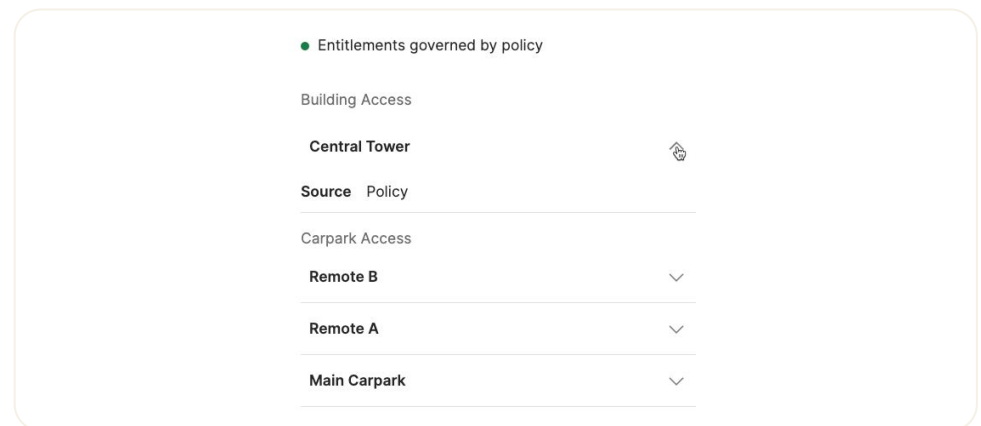 Entitlements governed by policy
Building Access
Central Tower
Source Policy
Carpark Access
Remote B
Remote A
Main Carpark